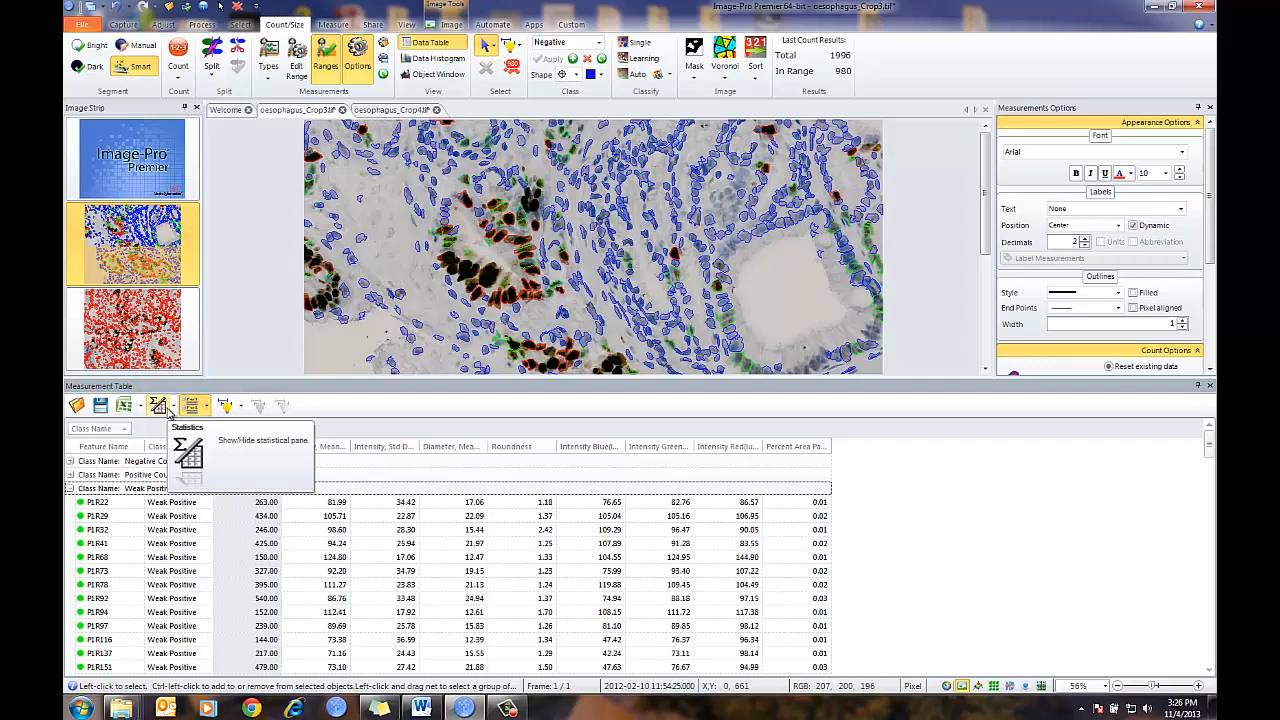 Image Tools
Image-Pro Premier 64-bit - oesophagus_Crop3.tif*
File Capture Adjust Process Select Count/Size Measure Share View Image Automate Apps Custom
Bright Manual
Dark Smart
Segment
Count
Count
Split
Split
Types Edit Range Ranges Options
Measurements
Data Table
Data Histogram
Object Window
View
Select
Negative
Apply
Shape
Class
Single
Learning
Auto
Classify
Mask Voronoi Sort
Image
Last Count Results:
Total 1996
In Range 980
Results
Image Strip
Welcome oesophagus_Crop3.tif* oesophagus_Crop4.tif*
Image-Pro Premier
Measurements Options
Appearance Options
Font
Arial
B I U A 10
Labels
Text None
Position Center Dynamic
Decimals 2 Units Abbreviation
Label Measurements
Outlines
Style Filled
End Points Pixel aligned
Width 1
Count Options
Reset existing data
Measurement Table
Statistics
Show/Hide statistical pane.
Class Name
Feature Name Class Mean... Intensity, Std D... Diameter, Mea... Roundness Intensity Blue(l... Intensity Green... Intensity Red(lu... Percent Area Pa...
Class Name: Negative Cou
Class Name: Positive Cou
Class Name: Weak Positi
P1R22 Weak Positive 263.00 81.99 34.42 17.06 1.18 76.65 82.76 86.57 0.01
P1R29 Weak Positive 434.00 105.71 22.87 22.09 1.37 105.04 105.16 106.95 0.02
P1R32 Weak Positive 246.00 98.60 28.30 15.44 2.42 109.29 96.47 90.05 0.01
P1R41 Weak Positive 425.00 94.24 25.94 21.97 1.25 107.89 91.28 83.55 0.02
P1R68 Weak Positive 150.00 124.80 17.06 12.47 1.33 104.55 124.95 144.90 0.01
P1R73 Weak Positive 327.00 92.20 34.79 19.15 1.23 75.99 93.40 107.22 0.02
P1R78 Weak Positive 395.00 111.27 23.83 21.13 1.24 119.88 109.45 104.49 0.02
P1R92 Weak Positive 540.00 86.76 33.48 24.94 1.37 74.94 88.18 97.15 0.03
P1R94 Weak Positive 152.00 112.41 17.92 12.61 1.70 108.15 111.72 117.38 0.01
P1R97 Weak Positive 239.00 89.69 25.78 15.83 1.26 81.10 89.85 98.12 0.01
P1R116 Weak Positive 144.00 73.38 36.59 12.39 1.34 47.42 76.37 96.34 0.01
P1R137 Weak Positive 217.00 71.16 24.43 15.55 1.29 42.24 73.11 98.14 0.01
P1R151 Weak Positive 479.00 73.10 27.42 21.88 1.50 47.63 76.67 94.99 0.03
Left-click to select. Ctrl-left-click to add to or remove from selected objects.Left-click and drag net to select a group of... Frame: 1 / 1 2012-02-10 11:54:25.000 X,Y: 0, 661 RGB: 207, 200, 196 Pixel 56%
3:26 PM
11/4/2013